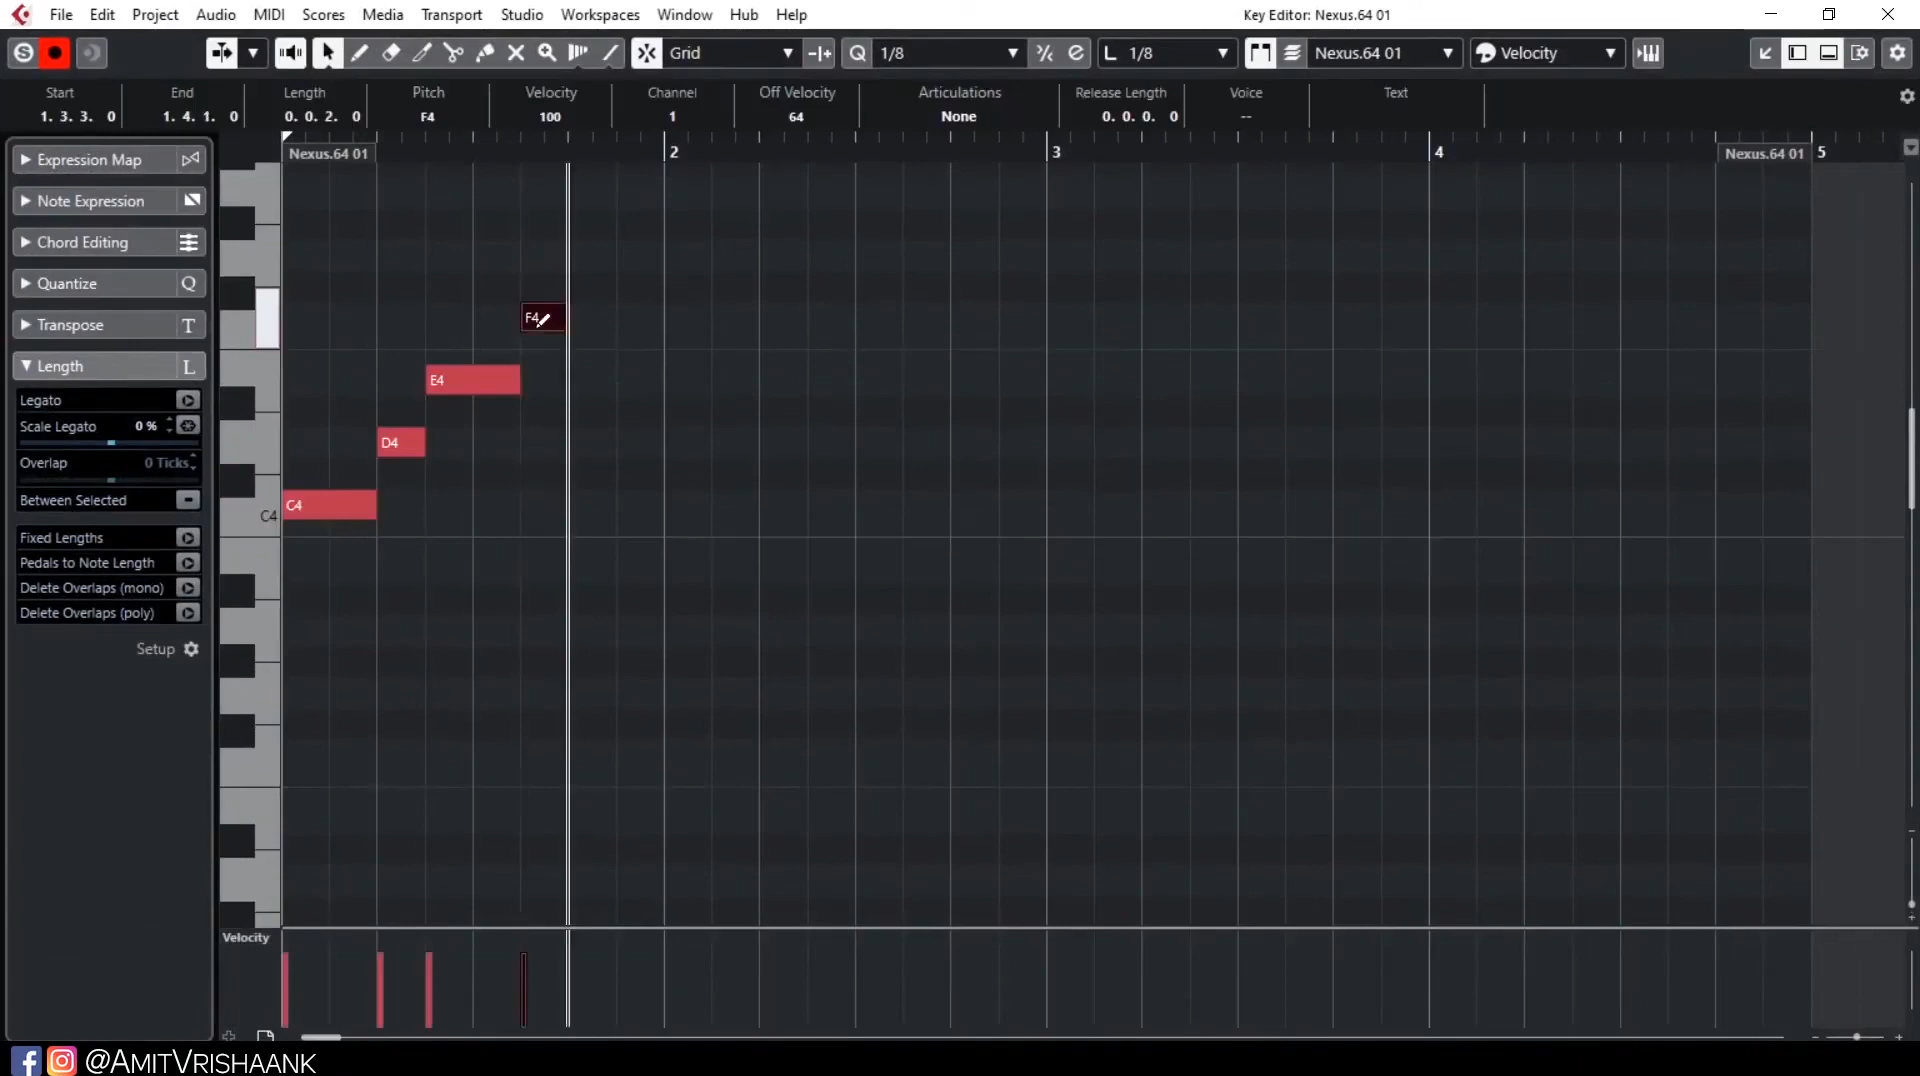 File Edit Project Audio MIDI Scores Media Transport Studio Workspaces Window Hub Help Key Editor: Nexus.64 01
S Grid Q 1/8 e L 1/8 Nexus.64 01 Velocity
Start End Length Pitch Velocity Channel Off Velocity Articulations Release Length Voice Text
1. 3. 3. 0 1. 4. 1. 0 0. 0. 2. 0 F4 100 1 64 None 0. 0. 0. 0 --
Nexus.64 01 2 3 4 Nexus.64 01 5
Expression Map
Note Expression
Chord Editing
Quantize Q
Transpose T
Length L
Legato
Scale Legato 0 %
Overlap 0 Ticks
Between Selected
Fixed Lengths
Pedals to Note Length
Delete Overlaps (mono)
Delete Overlaps (poly)
Setup
F4
E4
D4
C4
C4
Velocity
@AmitVrishaank